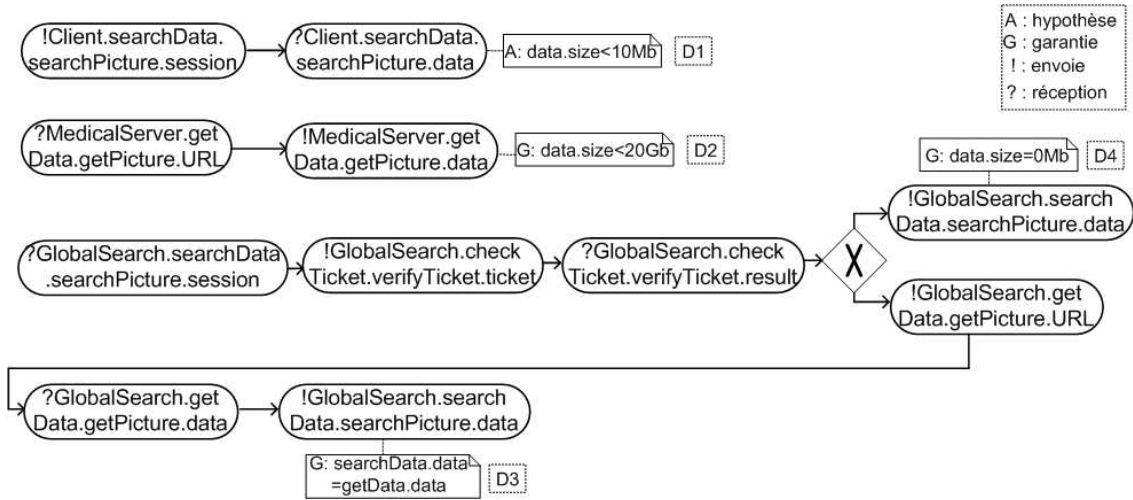 !Client.searchData.
searchPicture.session
?Client.searchData.
searchPicture.data
A: data.size<10Mb
D1
A : hypothèse
G : garantie
! : envoie
? : réception
?MedicalServer.get
Data.getPicture.URL
!MedicalServer.get
Data.getPicture.data
G: data.size<20Gb
D2
G: data.size=0Mb
D4
!GlobalSearch.search
Data.searchPicture.data
?GlobalSearch.searchData
.searchPicture.session
!GlobalSearch.check
Ticket.verifyTicket.ticket
?GlobalSearch.check
Ticket.verifyTicket.result
X
!GlobalSearch.get
Data.getPicture.URL
?GlobalSearch.get
Data.getPicture.data
!GlobalSearch.search
Data.searchPicture.data
G: searchData.data
=getData.data
D3